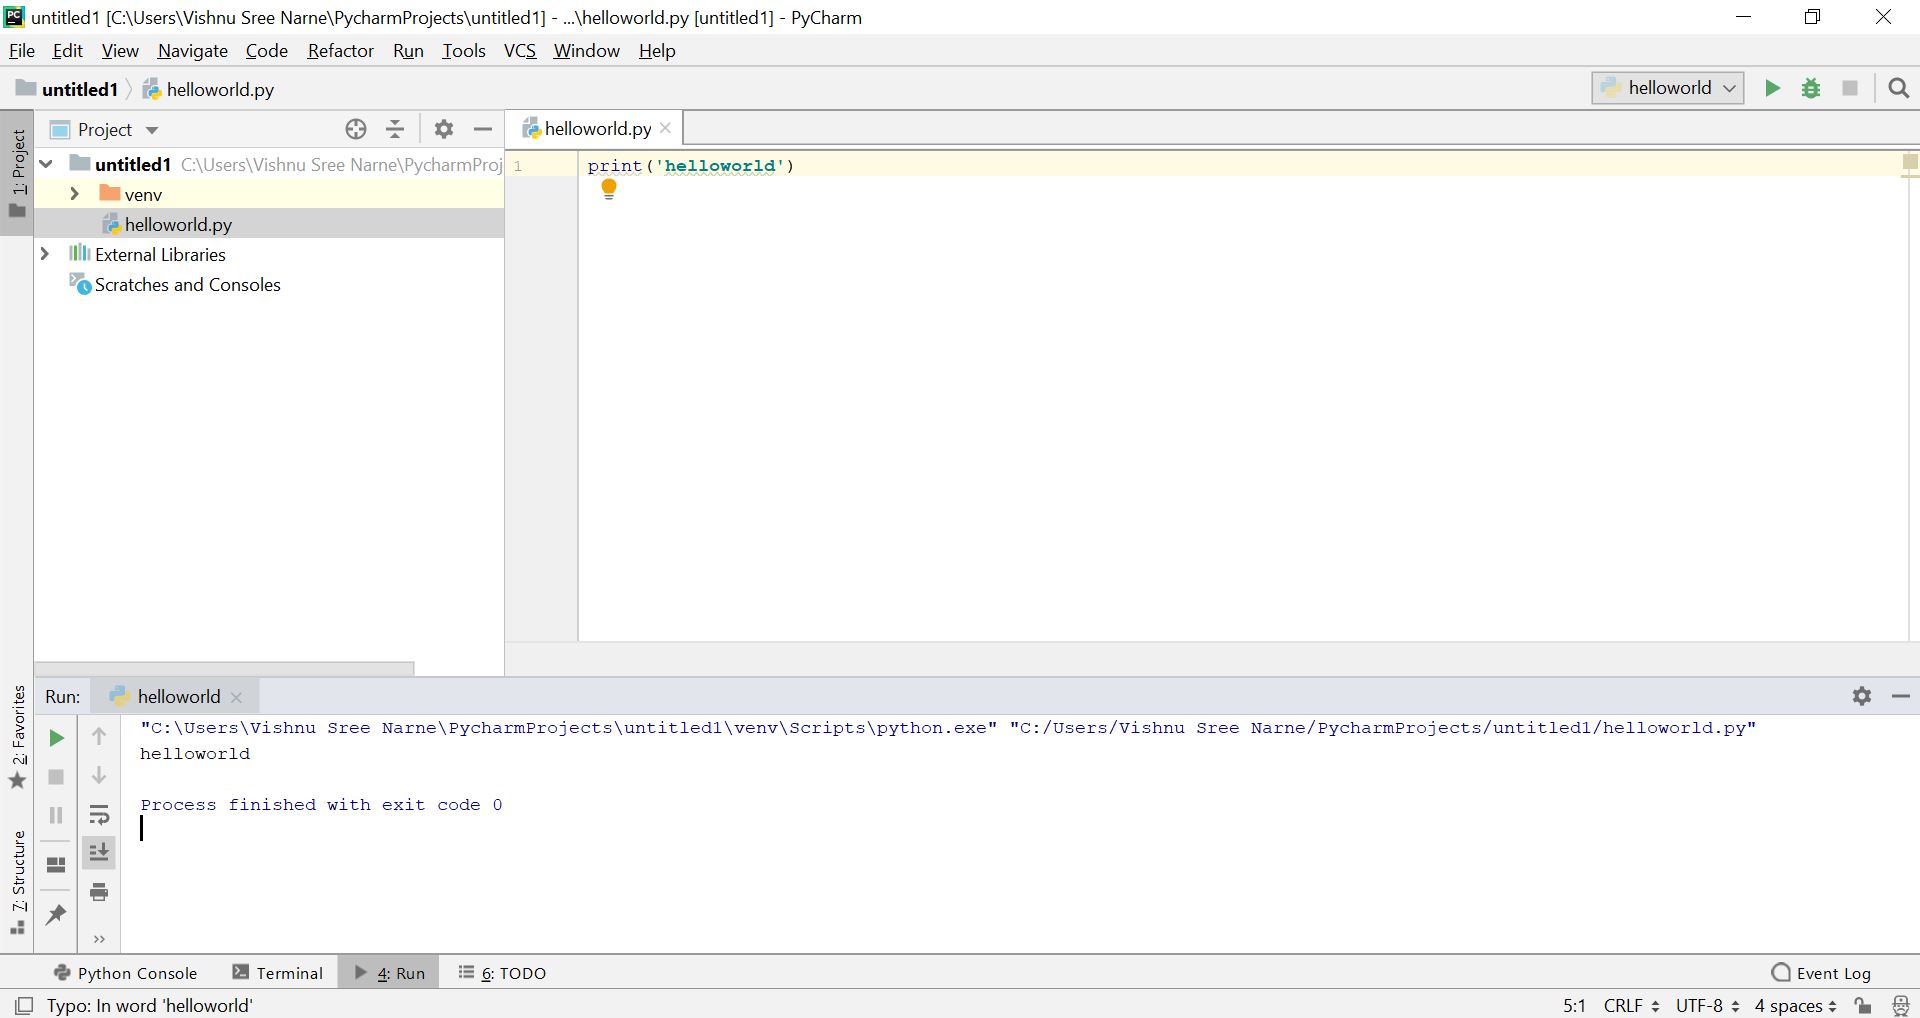 untitled1 [C:\Users\Vishnu Sree Narne\PycharmProjects\untitled1] - ...\helloworld.py [untitled1] - PyCharm
File Edit View Navigate Code Refactor Run Tools VCS Window Help
untitled1 helloworld.py helloworld
Project
helloworld.py
1: Project
untitled1 C:\Users\Vishnu Sree Narne\PycharmProj
venv
helloworld.py
External Libraries
Scratches and Consoles
1 print('helloworld')
2: Favorites
7: Structure
Run: helloworld
"C:\Users\Vishnu Sree Narne\PycharmProjects\untitled1\venv\Scripts\python.exe" "C:/Users/Vishnu Sree Narne/PycharmProjects/untitled1/helloworld.py"
helloworld
Process finished with exit code 0
Python Console Terminal 4: Run 6: TODO Event Log
Typo: In word 'helloworld' 5:1 CRLF UTF-8 4 spaces